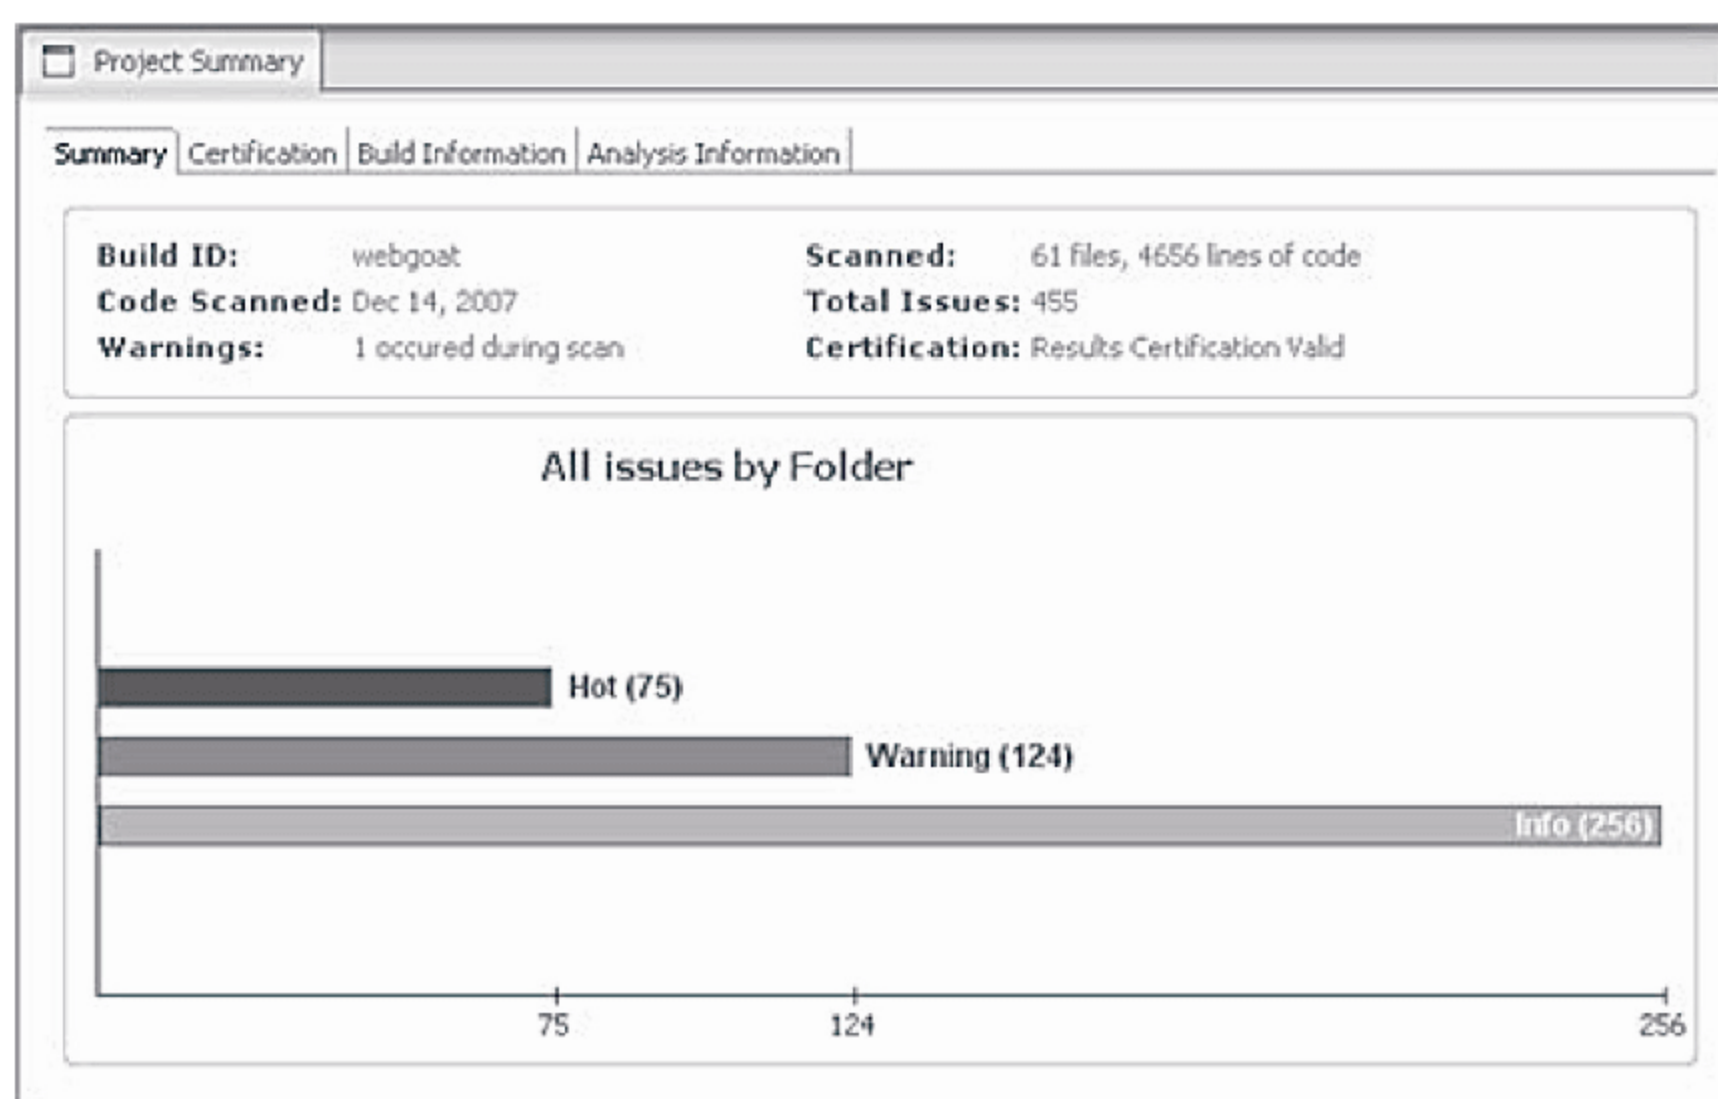 Project Summary
Summary Certification Build Information Analysis Information
Build ID: webgoat Scanned: 61 files, 4656 lines of code
Code Scanned: Dec 14, 2007 Total Issues: 455
Warnings: 1 occured during scan Certification: Results Certification Valid
All issues by Folder
Hot (75)
Warning (124)
Info (256)
75 124 256